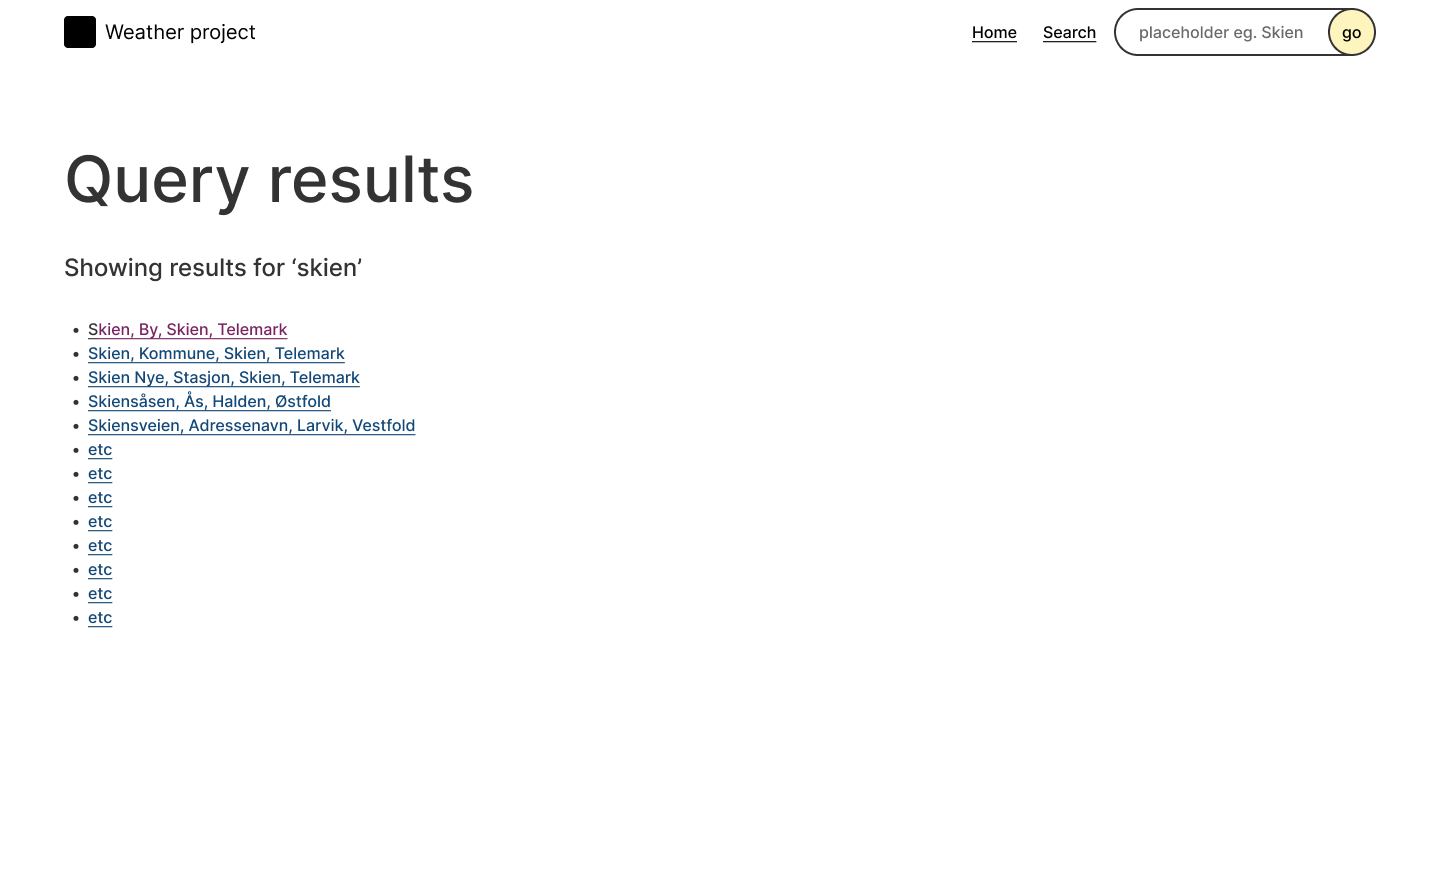 Weather project
Home
Search
placeholder eg. Skien
go
Query results
Showing results for ‘skien’
• Skien, By, Skien, Telemark
• Skien, Kommune, Skien, Telemark
• Skien Nye, Stasjon, Skien, Telemark
• Skiensåsen, Ås, Halden, Østfold
• Skiensveien, Adressenavn, Larvik, Vestfold
• etc
• etc
• etc
• etc
• etc
• etc
• etc
• etc